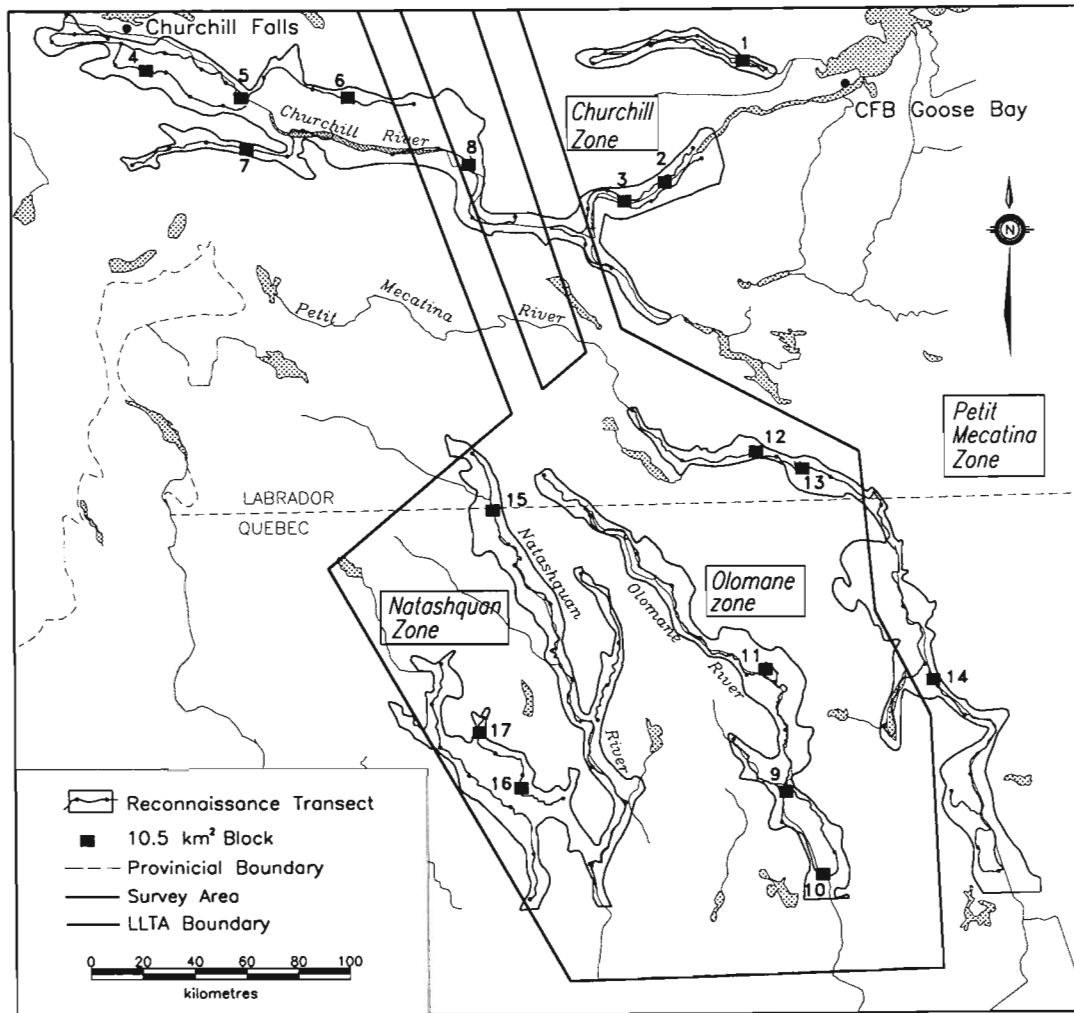 Churchill Falls
1
4
5
6
CFB Goose Bay
Churchill
Zone
Churchill
River
7
8
2
3
N
Petit
Mecatina
River
Petit
Mecatina
Zone
12
13
LABRADOR
QUEBEC
15
Natashquan
River
Natashquan
Zone
Olomane
River
Olomane
zone
11
14
17
16
9
10
Reconnaissance Transect
10.5 km² Block
Provinicial Boundary
Survey Area
LLTA Boundary
0 20 40 60 80 100
kilometres